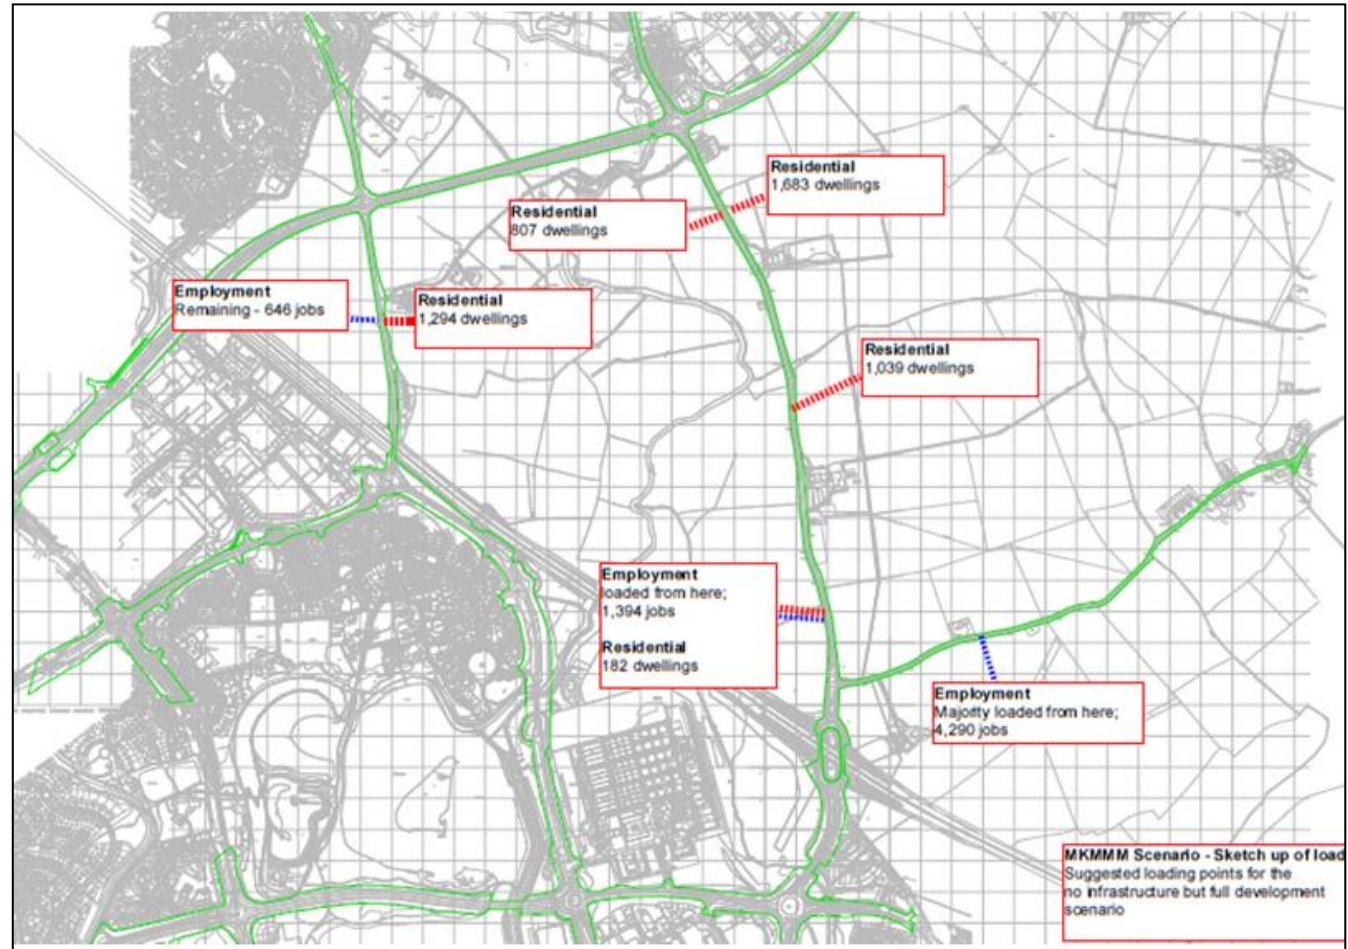 Residential
1,683 dwellings
Residential
807 dwellings
Employment
Remaining - 646 jobs
Residential
1,294 dwellings
Residential
1,039 dwellings
Employment
loaded from here;
1,394 jobs
Residential
182 dwellings
Employment
Majority loaded from here;
4,290 jobs
MKMMM Scenario - Sketch up of load
Suggested loading points for the
no infrastructure but full development
scenario